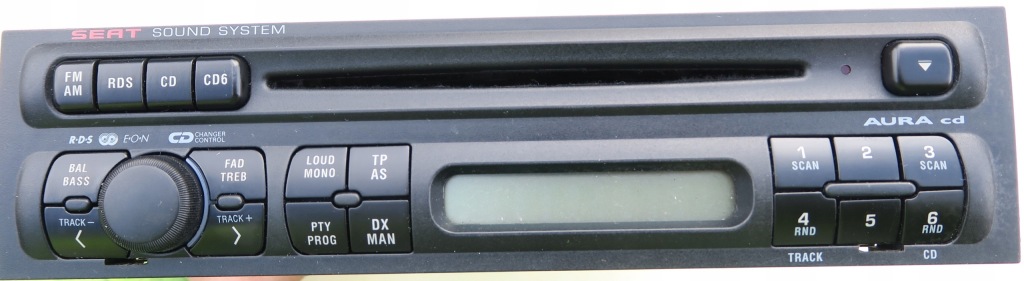 SEAT SOUND SYSTEM
FM
AM
RDS
CD
CD6
AURA cd
R·D·S CD E·O·N
CD CHANGER
CONTROL
BAL
BASS
FAD
TREB
TRACK -
<
TRACK +
>
LOUD
MONO
TP
AS
PTY
PROG
DX
MAN
1
SCAN
2
3
SCAN
4
RND
5
6
RND
TRACK
CD